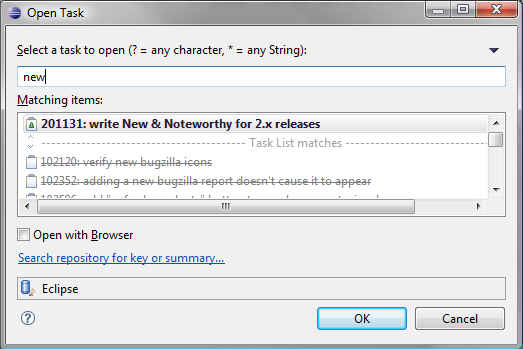 Open Task
Select a task to open (? = any character, * = any String):
new
Matching items:
201131: write New & Noteworthy for 2.x releases
Task List matches
102120: verify new bugzilla icons
102352: adding a new bugzilla report doesn't cause it to appear
Open with Browser
Search repository for key or summary...
Eclipse
OK
Cancel